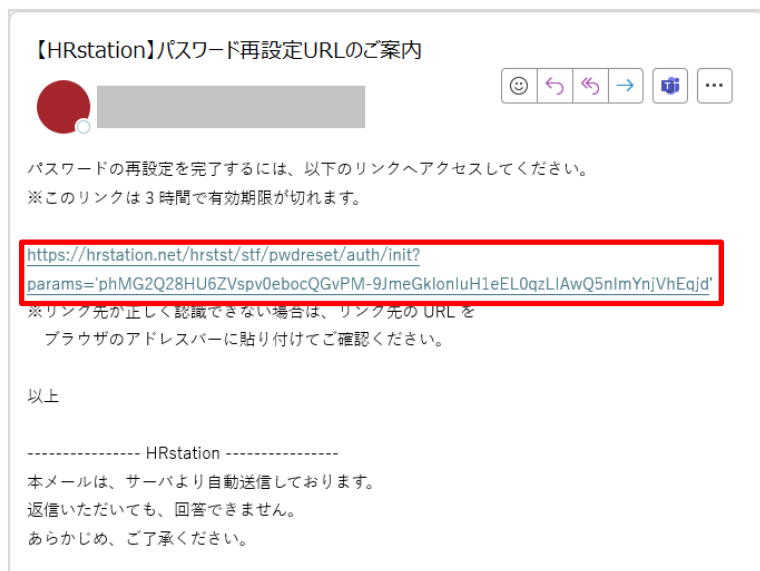 【HRstation】パスワード再設定URLのご案内
パスワードの再設定を完了するには、以下のリンクへアクセスしてください。
※このリンクは 3 時間で有効期限が切れます。
https://hrstation.net/hrstst/stf/pwdreset/auth/init?
params='phMG2Q28HU6ZVspv0ebocQGvPM-9JmeGkIonIuH1eEL0qzLIAwQ5nImYnjVhEqjd'
※リンク先が正しく認識できない場合は、リンク先の URL を
ブラウザのアドレスバーに貼り付けてご確認ください。
以上
---------------- HRstation ----------------
本メールは、サーバより自動送信しております。
返信いただいても、回答できません。
あらかじめ、ご了承ください。